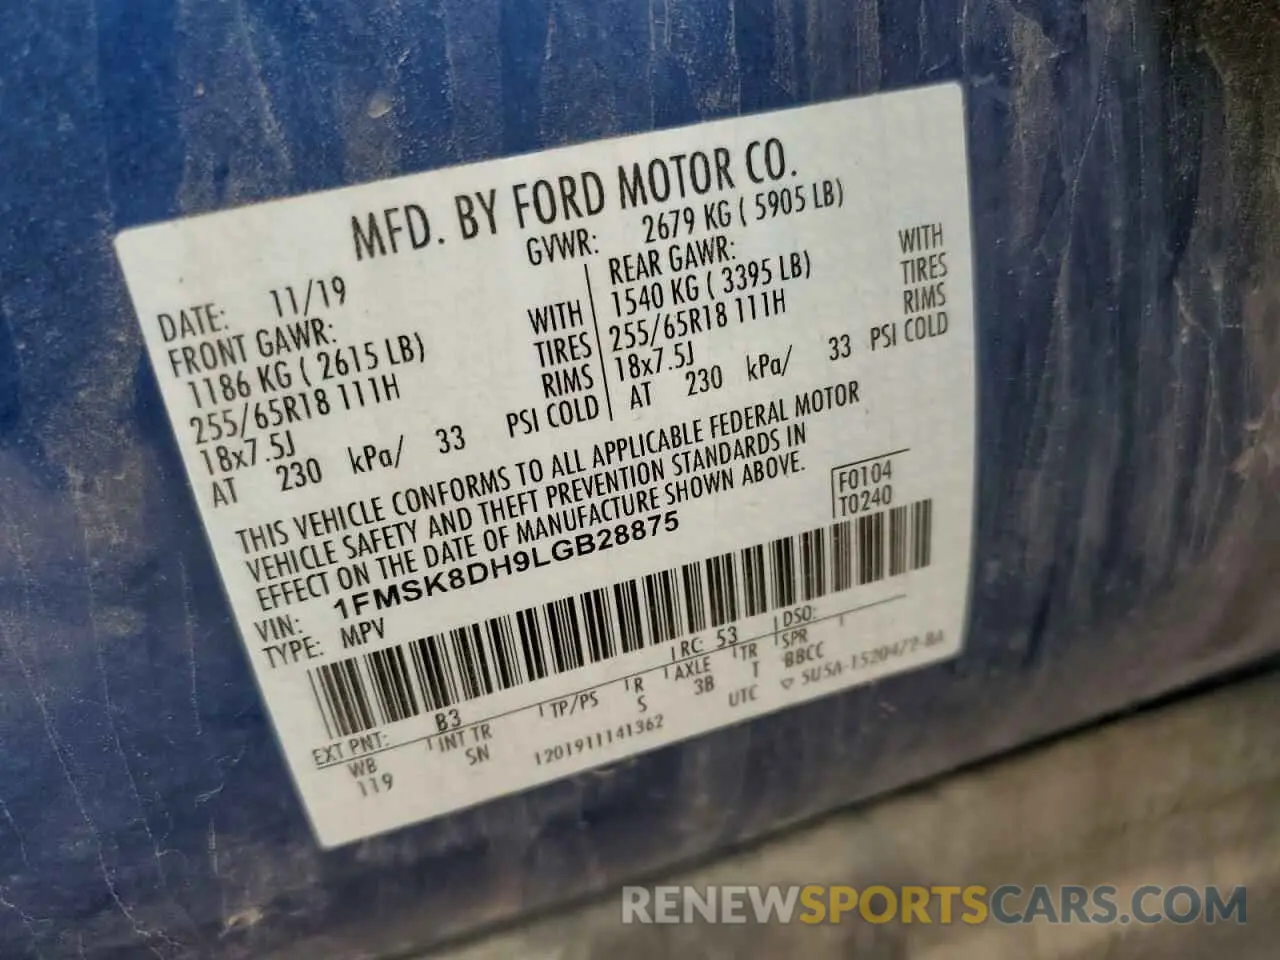 MFD. BY FORD MOTOR CO.
DATE: 11/19 GVWR: 2679 KG ( 5905 LB)
FRONT GAWR: REAR GAWR:
1186 KG ( 2615 LB) WITH 1540 KG ( 3395 LB) WITH
255/65R18 111H TIRES 255/65R18 111H TIRES
18x7.5J RIMS 18x7.5J RIMS
AT 230 kPa/ 33 PSI COLD AT 230 kPa/ 33 PSI COLD
THIS VEHICLE CONFORMS TO ALL APPLICABLE FEDERAL MOTOR
VEHICLE SAFETY AND THEFT PREVENTION STANDARDS IN
EFFECT ON THE DATE OF MANUFACTURE SHOWN ABOVE.
F0104
T0240
VIN: 1FMSK8DH9LGB28875
TYPE: MPV
EXT PNT: B3 RC: 53 DSO:
WB INT TR TP/PS R AXLE TR SPR
119 SN S 3B T BBCC
1201911141362 UTC 5U5A-1520472-BA
RENEWSPORTSCARS.COM